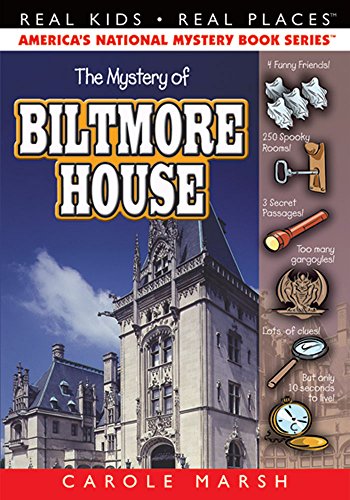 REAL KIDS • REAL PLACES™
AMERICA'S NATIONAL MYSTERY BOOK SERIES™
The Mystery of
BILTMORE
HOUSE
4 Funny Friends!
250 Spooky
Rooms!
3 Secret
Passages!
Too many
gargoyles!
Lots of clues!
But only
10 seconds
to live!
CAROLE MARSH